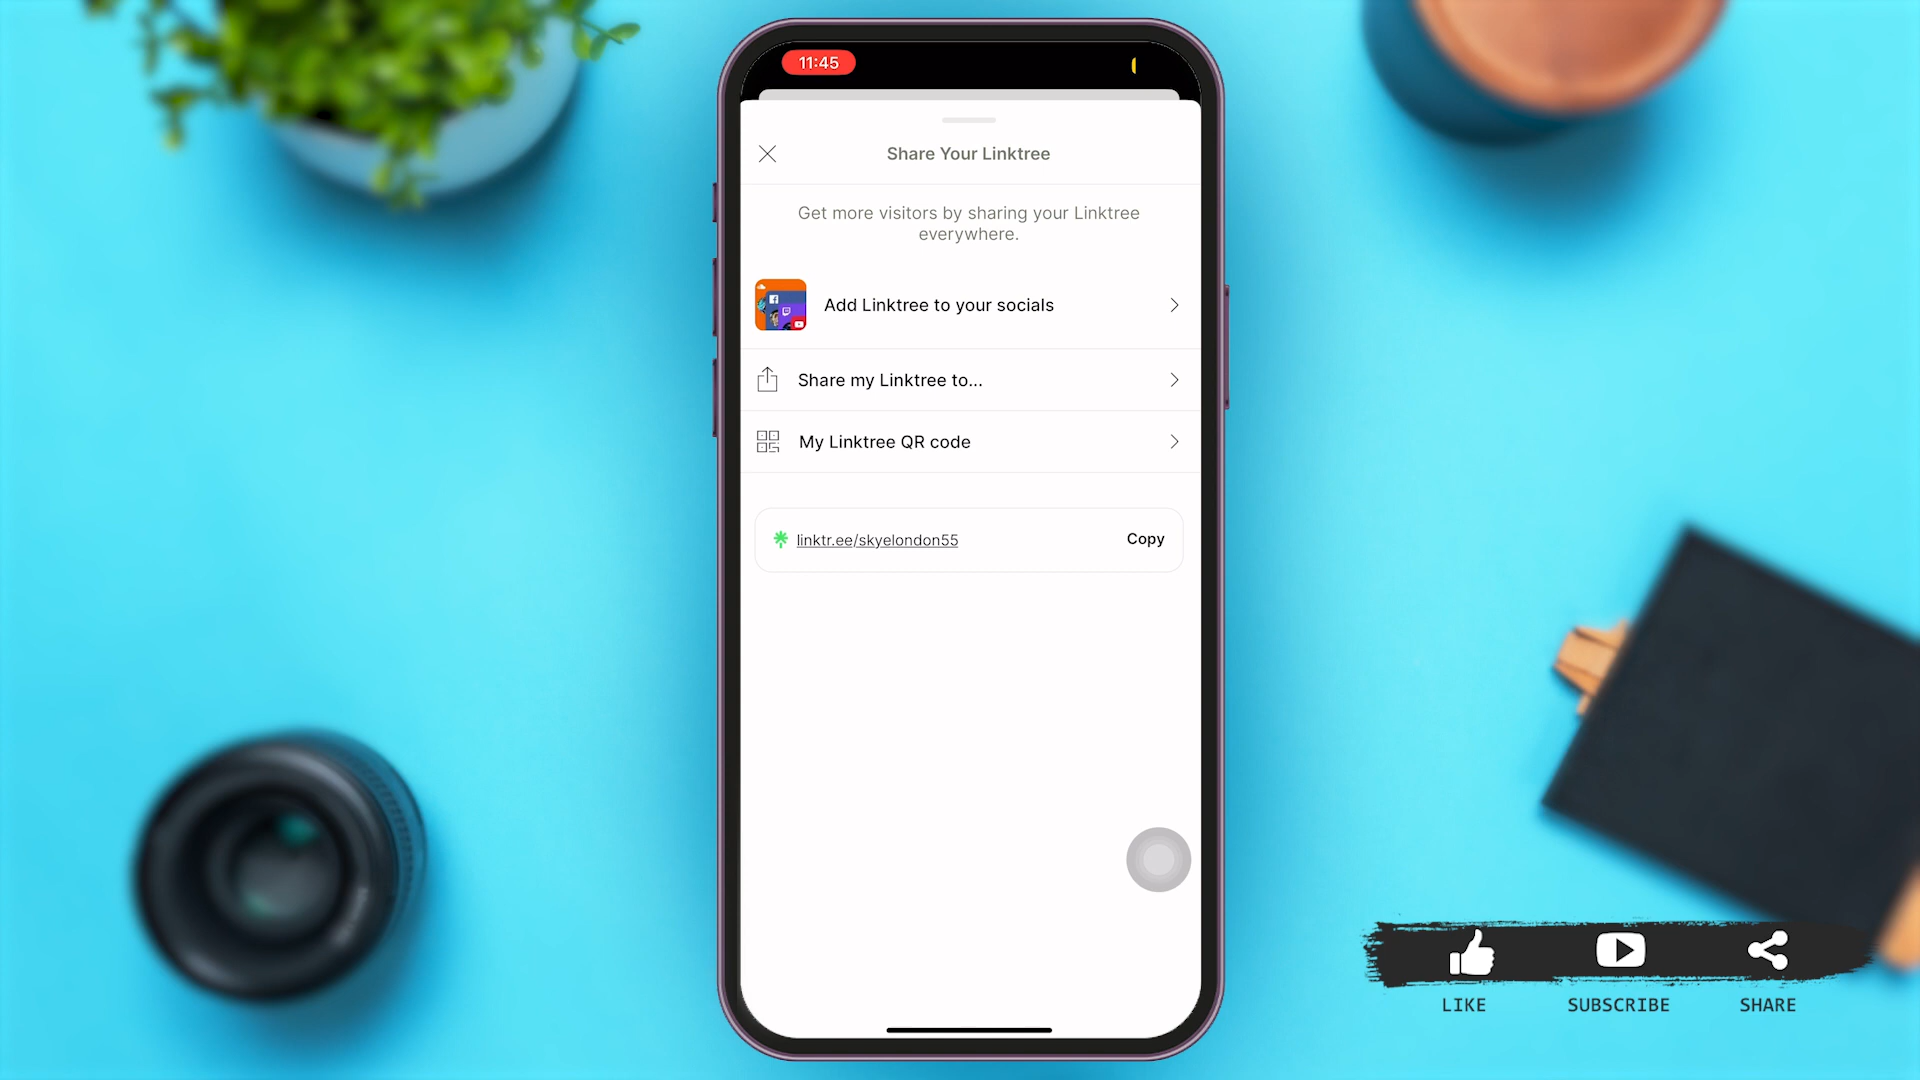 11:45
Share Your Linktree
Get more visitors by sharing your Linktree
everywhere.
Add Linktree to your socials
Share my Linktree to...
My Linktree QR code
linktr.ee/skyelondon55
Copy
LIKE
SUBSCRIBE
SHARE